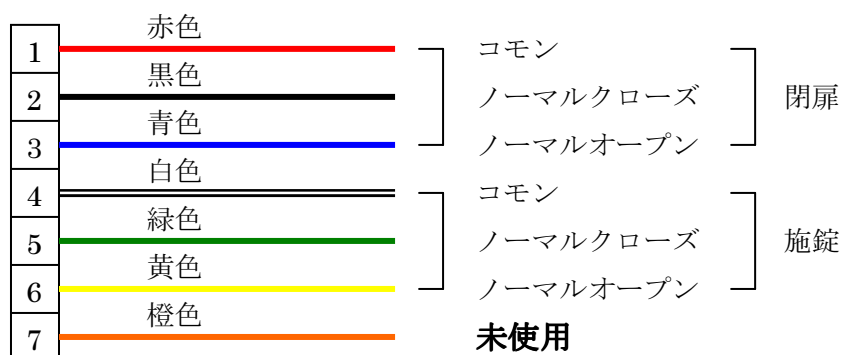 1 赤色 コモン
2 黒色 ノーマルクローズ 閉扉
3 青色 ノーマルオープン
4 白色 コモン
5 緑色 ノーマルクローズ 施錠
6 黄色 ノーマルオープン
7 橙色 未使用